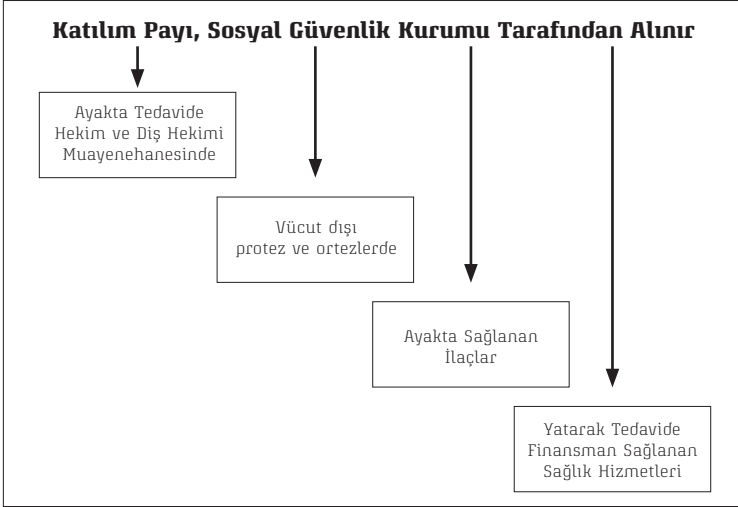 Katılım Payı, Sosyal Güvenlik Kurumu Tarafından Alınır
Ayakta Tedavide
Hekim ve Diş Hekimi
Muayenehanesinde
Vücut dışı
protez ve ortezlerde
Ayakta Sağlanan
İlaçlar
Yatarak Tedavide
Finansman Sağlanan
Sağlık Hizmetleri